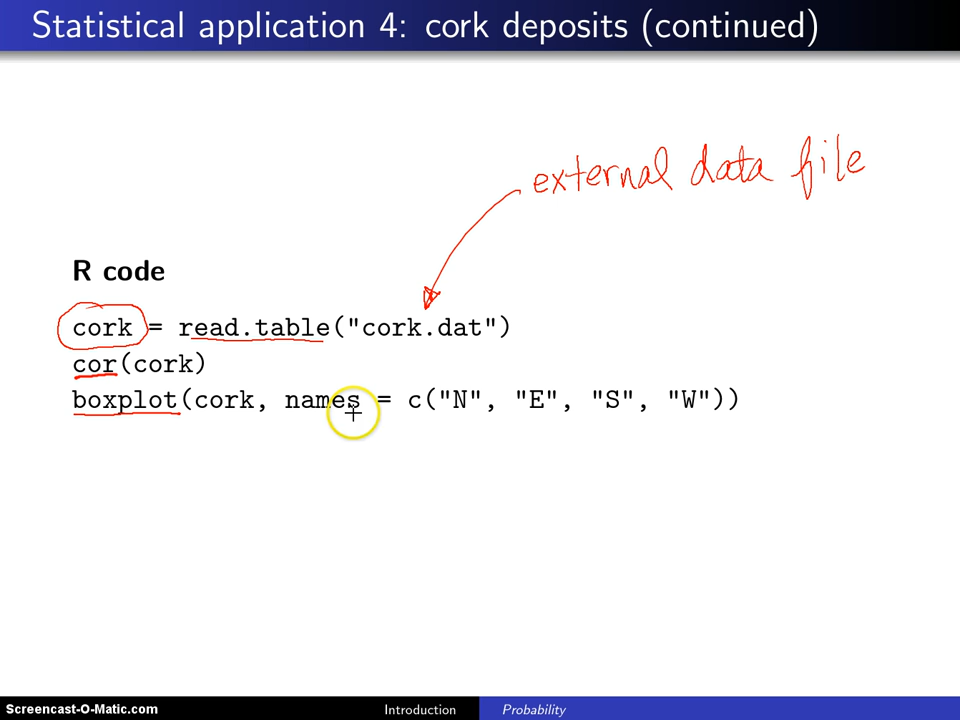 Statistical application 4: cork deposits (continued)
external data file
R code
cork = read.table("cork.dat")
cor(cork)
boxplot(cork, names = c("N", "E", "S", "W"))
Screencast-O-Matic.com
Introduction
Probability